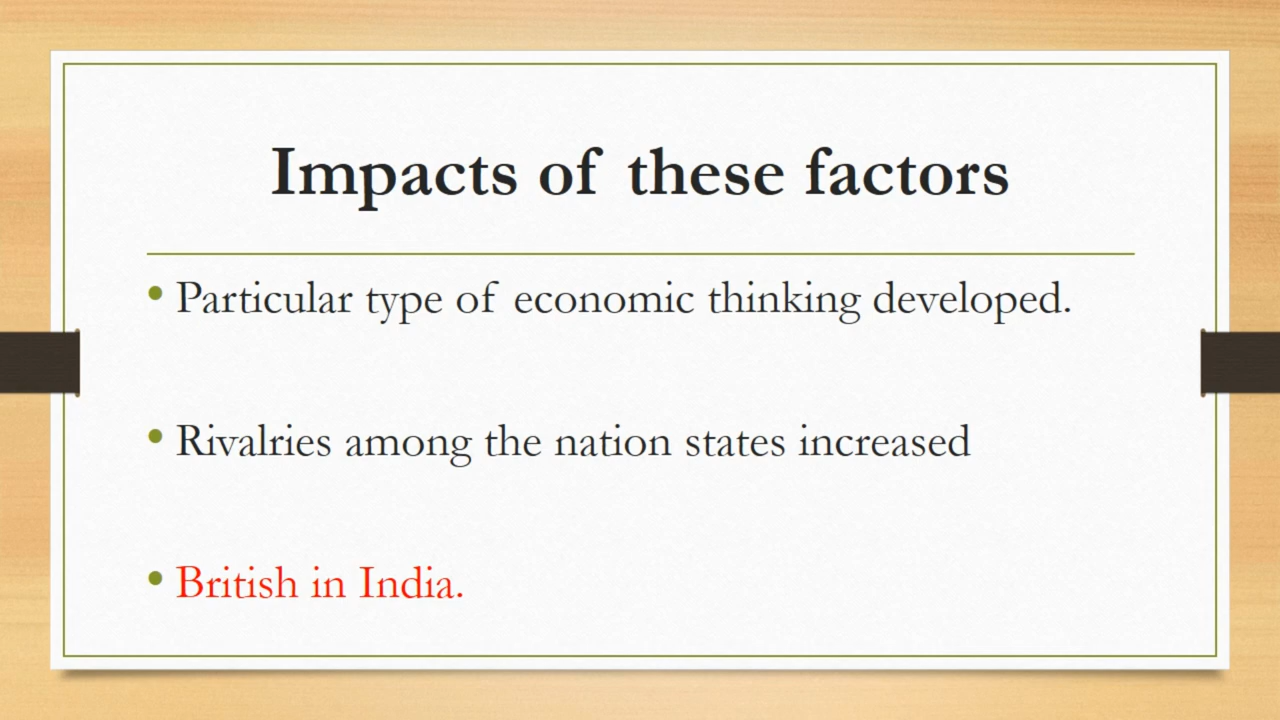 Impacts of these factors
• Particular type of economic thinking developed.
• Rivalries among the nation states increased
• British in India.